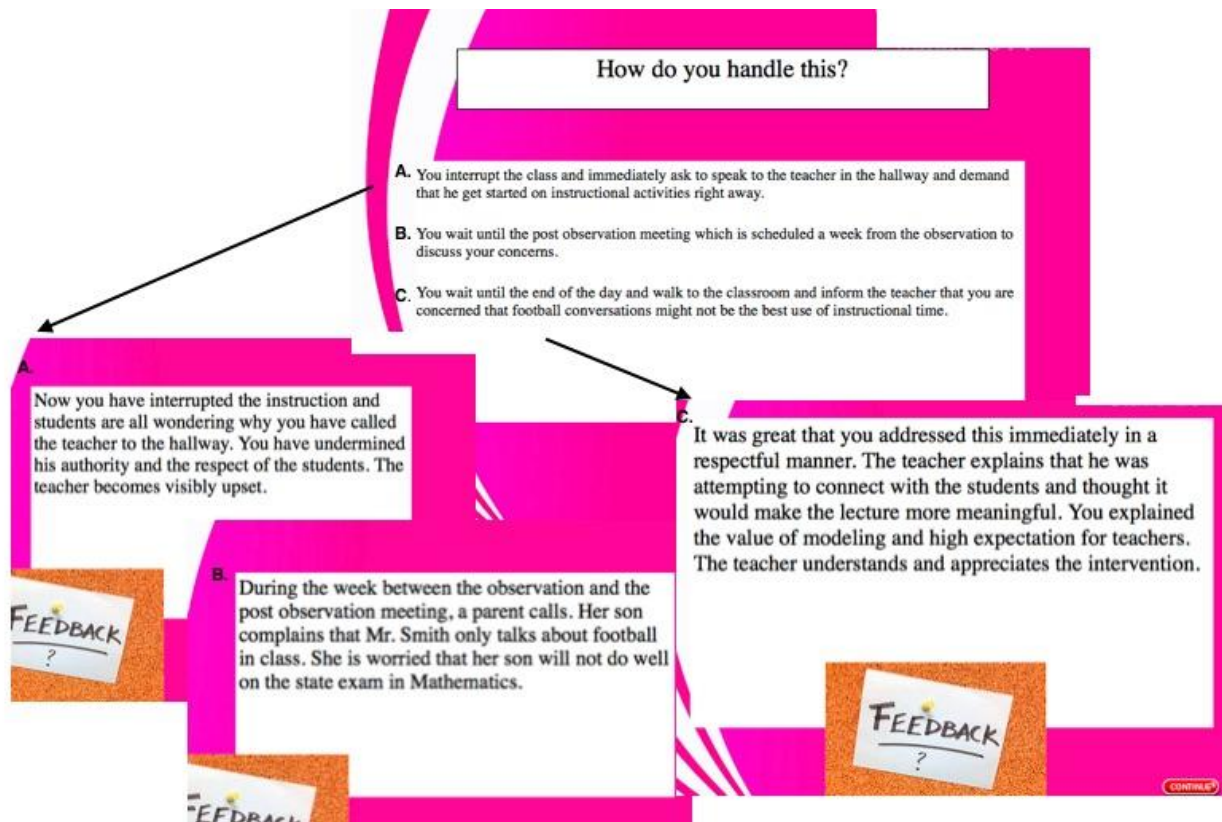 How do you handle this?
A. You interrupt the class and immediately ask to speak to the teacher in the hallway and demand
that he get started on instructional activities right away.
B. You wait until the post observation meeting which is scheduled a week from the observation to
discuss your concerns.
C. You wait until the end of the day and walk to the classroom and inform the teacher that you are
concerned that football conversations might not be the best use of instructional time.
A.
Now you have interrupted the instruction and
students are all wondering why you have called
the teacher to the hallway. You have undermined
his authority and the respect of the students. The
teacher becomes visibly upset.
FEEDBACK
?
B.
During the week between the observation and the
post observation meeting, a parent calls. Her son
complains that Mr. Smith only talks about football
in class. She is worried that her son will not do well
on the state exam in Mathematics.
FEEDBACK
C.
It was great that you addressed this immediately in a
respectful manner. The teacher explains that he was
attempting to connect with the students and thought it
would make the lecture more meaningful. You explained
the value of modeling and high expectation for teachers.
The teacher understands and appreciates the intervention.
FEEDBACK
?
CONTINUE